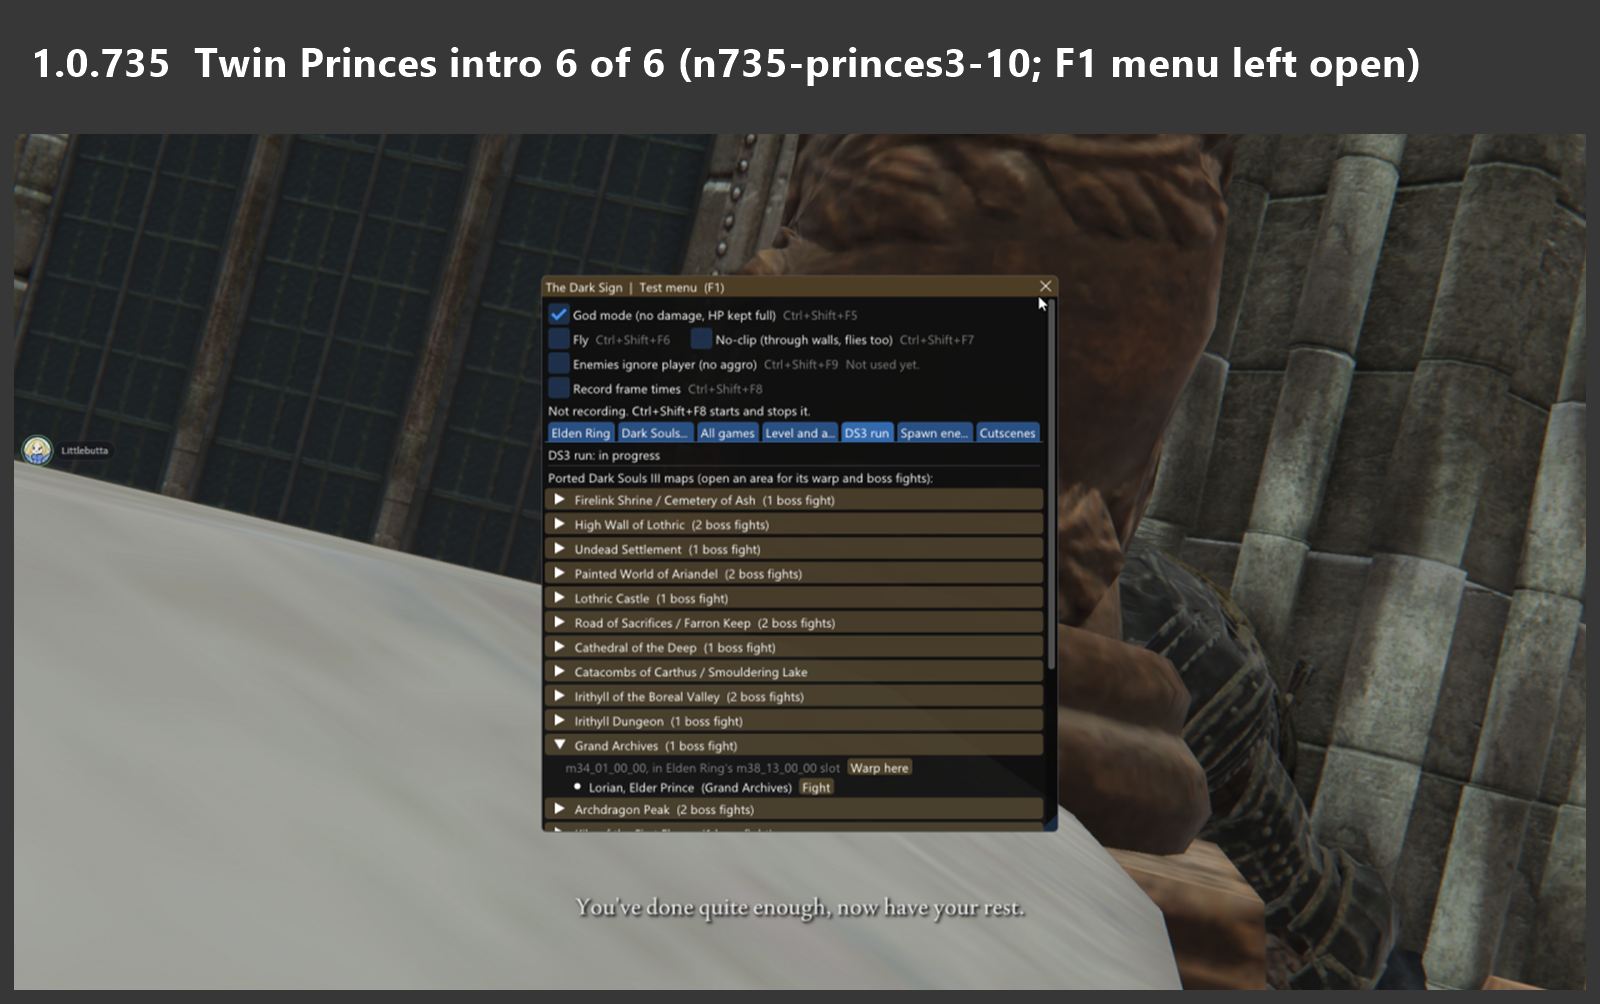 1.0.735 Twin Princes intro 6 of 6 (n735-princes3-10; F1 menu left open)
The Dark Sign | Test menu (F1)
God mode (no damage, HP kept full) Ctrl+Shift+F5
Fly Ctrl+Shift+F6 No-clip (through walls, flies too) Ctrl+Shift+F7
Enemies ignore player (no aggro) Ctrl+Shift+F9 Not used yet.
Record frame times Ctrl+Shift+F8
Not recording. Ctrl+Shift+F8 starts and stops it.
Elden Ring Dark Souls... All games Level and a... DS3 run Spawn ene... Cutscenes
Littlebutta
DS3 run: in progress
Ported Dark Souls III maps (open an area for its warp and boss fights):
Firelink Shrine / Cemetery of Ash (1 boss fight)
High Wall of Lothric (2 boss fights)
Undead Settlement (1 boss fight)
Painted World of Ariandel (2 boss fights)
Lothric Castle (1 boss fight)
Road of Sacrifices / Farron Keep (2 boss fights)
Cathedral of the Deep (1 boss fight)
Catacombs of Carthus / Smouldering Lake
Irithyll of the Boreal Valley (2 boss fights)
Irithyll Dungeon (1 boss fight)
Grand Archives (1 boss fight)
m34_01_00_00, in Elden Ring's m38_13_00_00 slot Warp here
Lorian, Elder Prince (Grand Archives) Fight
Archdragon Peak (2 boss fights)
You've done quite enough, now have your rest.